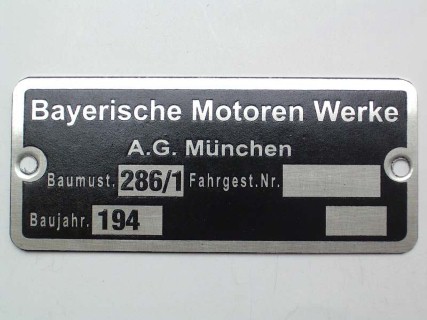 Bayerische Motoren Werke
A.G. München
Baumust. 286/1 Fahrgest.Nr.
Baujahr. 194